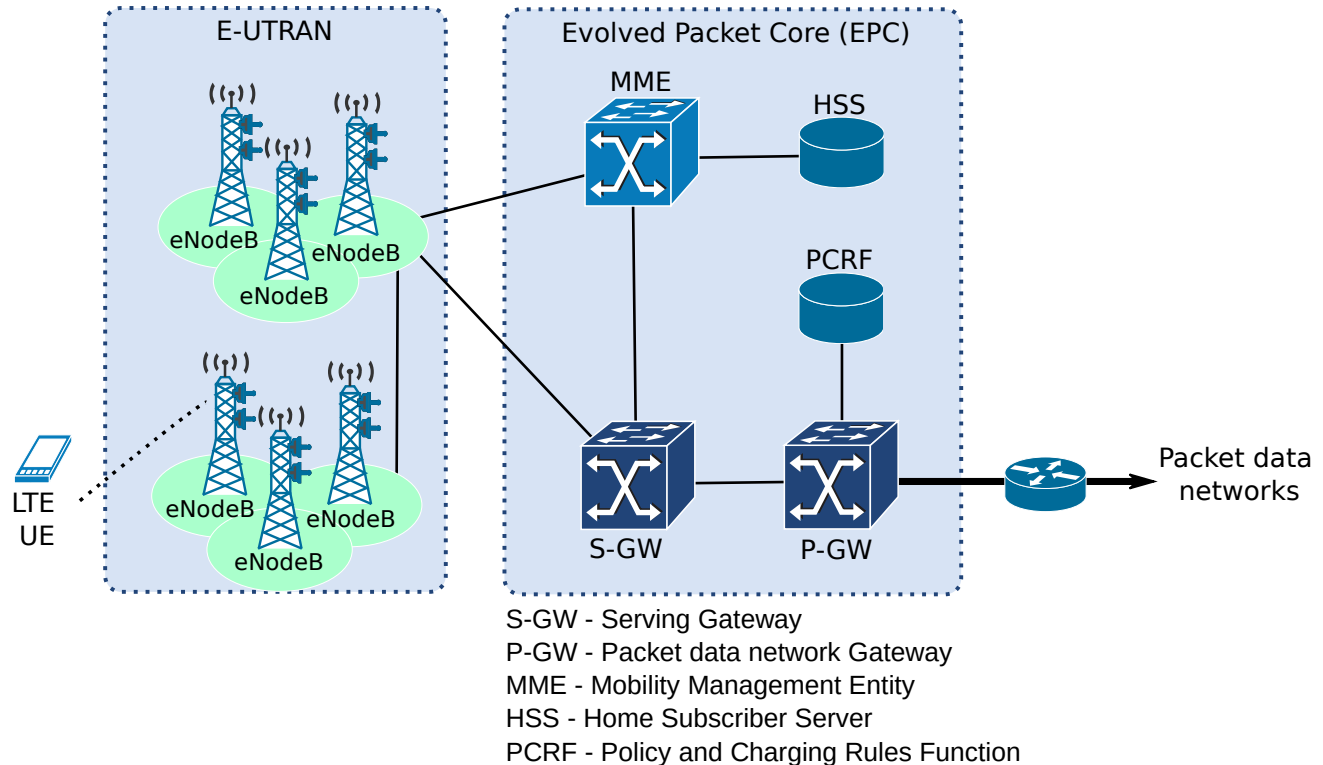 E-UTRAN
Evolved Packet Core (EPC)
MME
HSS
eNodeB
eNodeB
eNodeB
PCRF
LTE
UE
eNodeB
eNodeB
eNodeB
S-GW
P-GW
Packet data
networks
S-GW - Serving Gateway
P-GW - Packet data network Gateway
MME - Mobility Management Entity
HSS - Home Subscriber Server
PCRF - Policy and Charging Rules Function